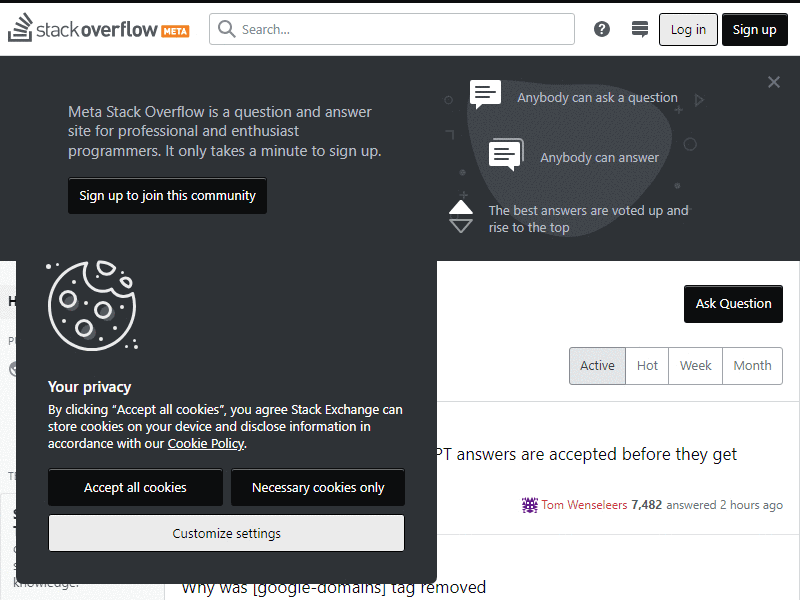 stackoverflow META
Search...
Log in
Sign up
Meta Stack Overflow is a question and answer
site for professional and enthusiast
programmers. It only takes a minute to sign up.
Sign up to join this community
Anybody can ask a question
Anybody can answer
The best answers are voted up and
rise to the top
Ask Question
Active
Hot
Week
Month
Your privacy
By clicking “Accept all cookies”, you agree Stack Exchange can
store cookies on your device and disclose information in
accordance with our Cookie Policy.
Accept all cookies
Necessary cookies only
Customize settings
PT answers are accepted before they get
Tom Wenseleers 7,482 answered 2 hours ago
knowledge.
Why was [google-domains] tag removed